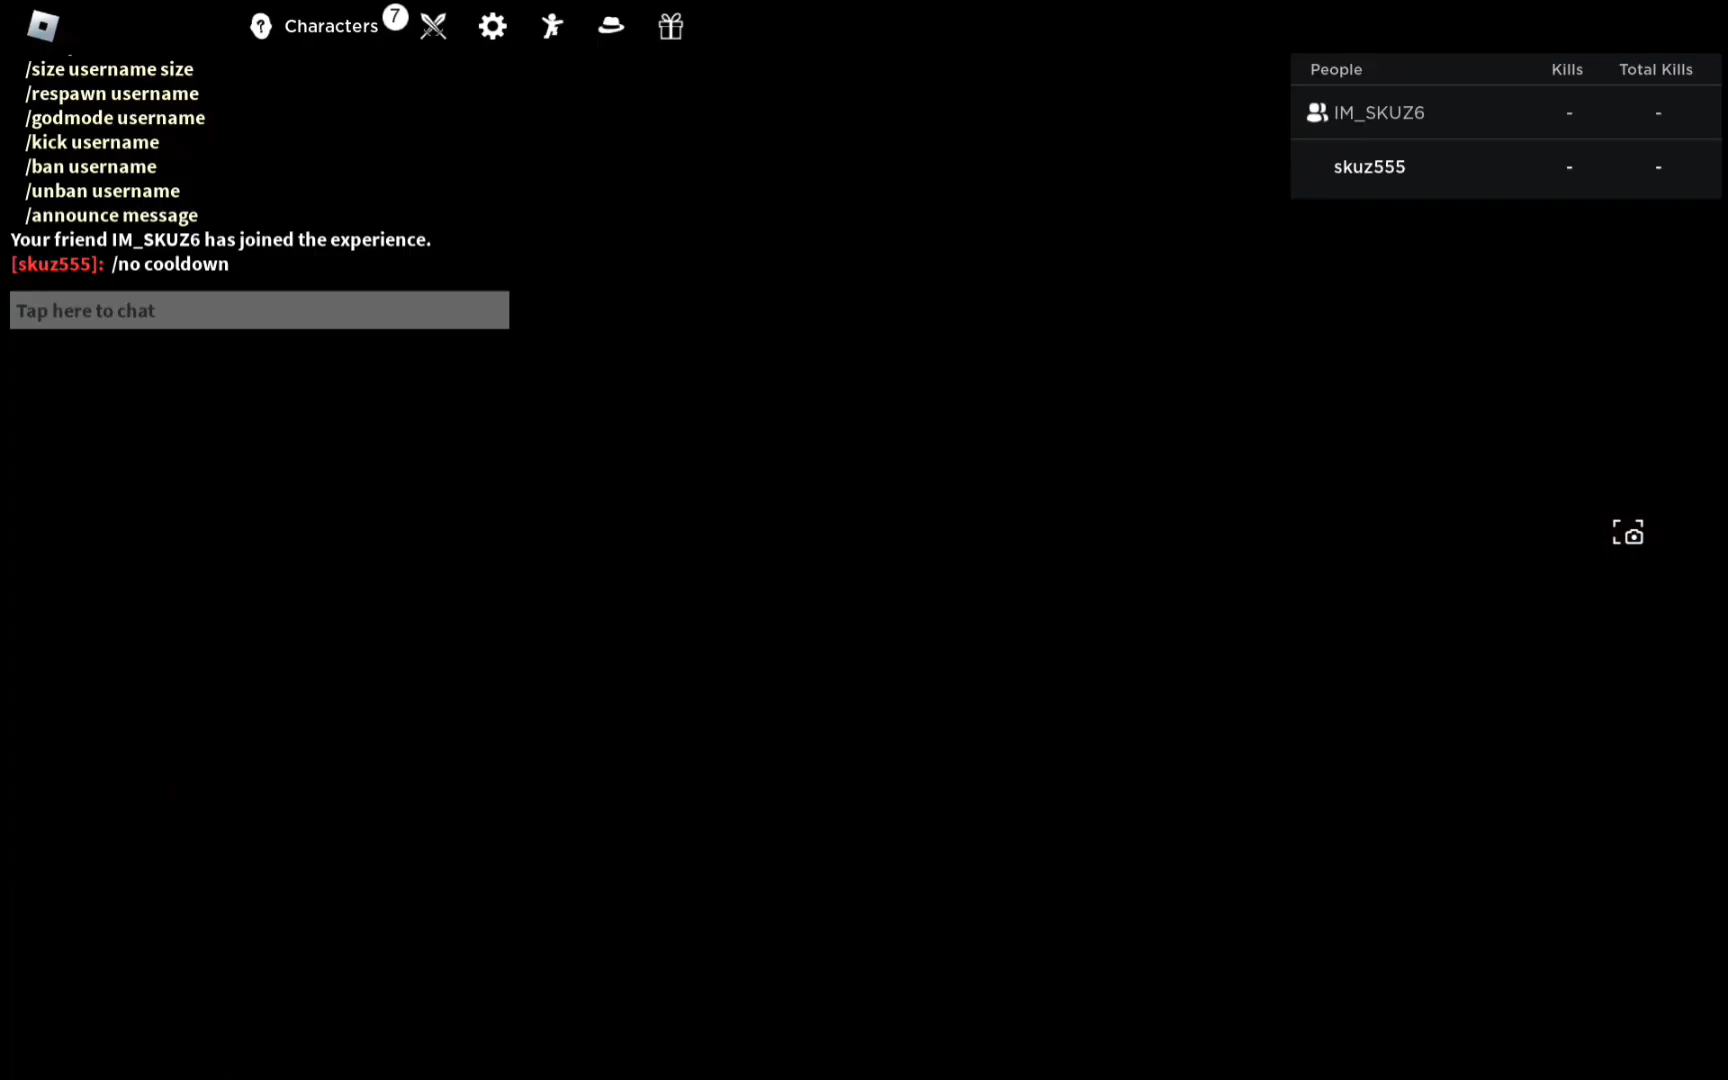 Characters 7
/size username size
/respawn username
/godmode username
/kick username
/ban username
/unban username
/announce message
Your friend IM_SKUZ6 has joined the experience.
[skuz555]: /no cooldown
Tap here to chat
People Kills Total Kills
IM_SKUZ6 - -
skuz555 - -